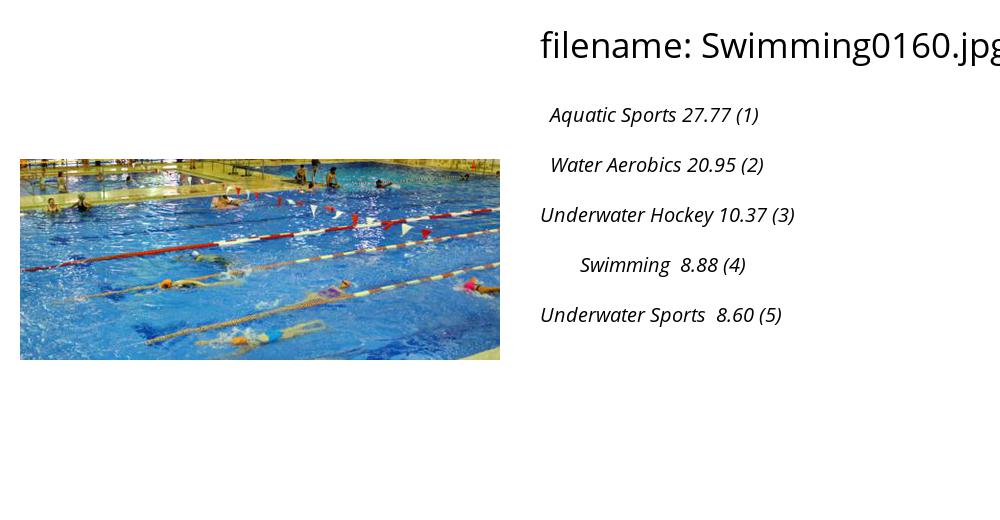 filename: Swimming0160.jpg
Aquatic Sports 27.77 (1)
Water Aerobics 20.95 (2)
Underwater Hockey 10.37 (3)
Swimming 8.88 (4)
Underwater Sports 8.60 (5)